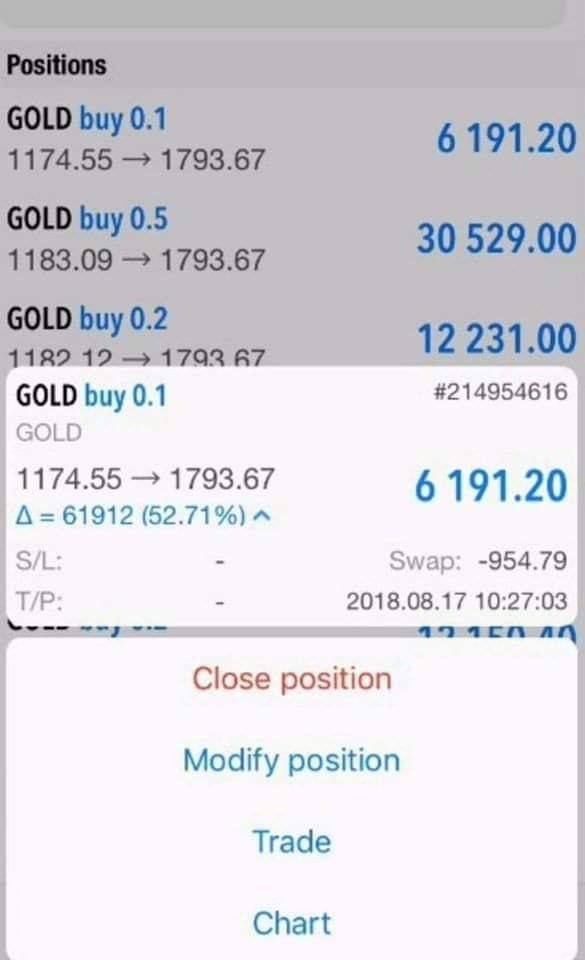 Positions
GOLD buy 0.1
6 191.20
1174.55 → 1793.67
GOLD buy 0.5
30 529.00
1183.09 → 1793.67
GOLD buy 0.2
12 231.00
1182.12 → 1793.67
GOLD buy 0.1
#214954616
GOLD
1174.55 → 1793.67
6 191.20
Δ = 61912 (52.71%)
S/L: -
Swap: -954.79
T/P: -
2018.08.17 10:27:03
Close position
Modify position
Trade
Chart